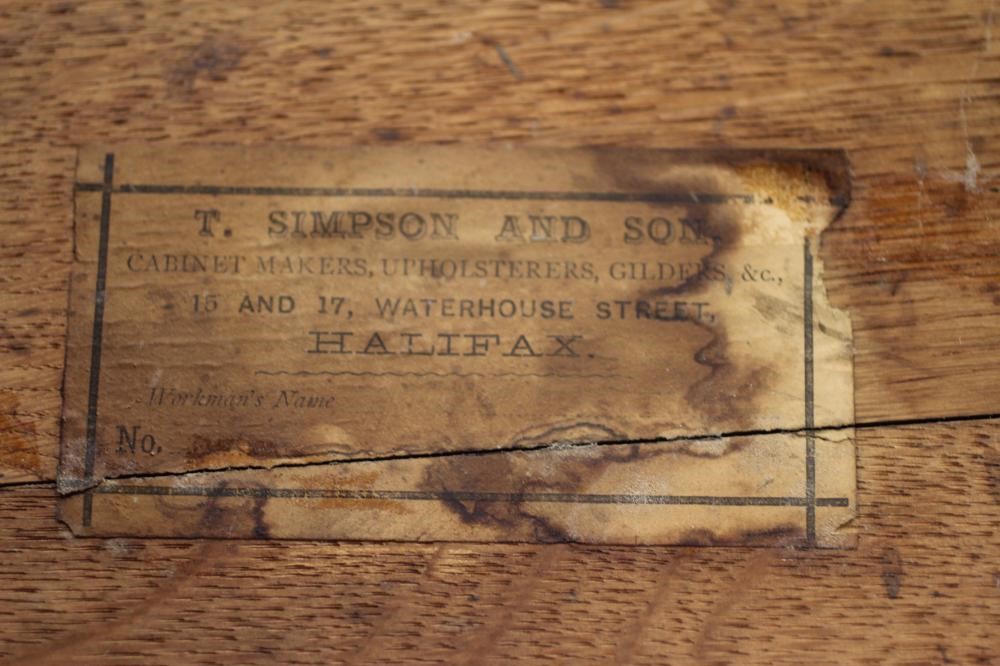 T. SIMPSON AND SON,
CABINET MAKERS, UPHOLSTERERS, GILDERS, &c.,
15 AND 17, WATERHOUSE STREET,
HALIFAX.
Workman's Name
No.